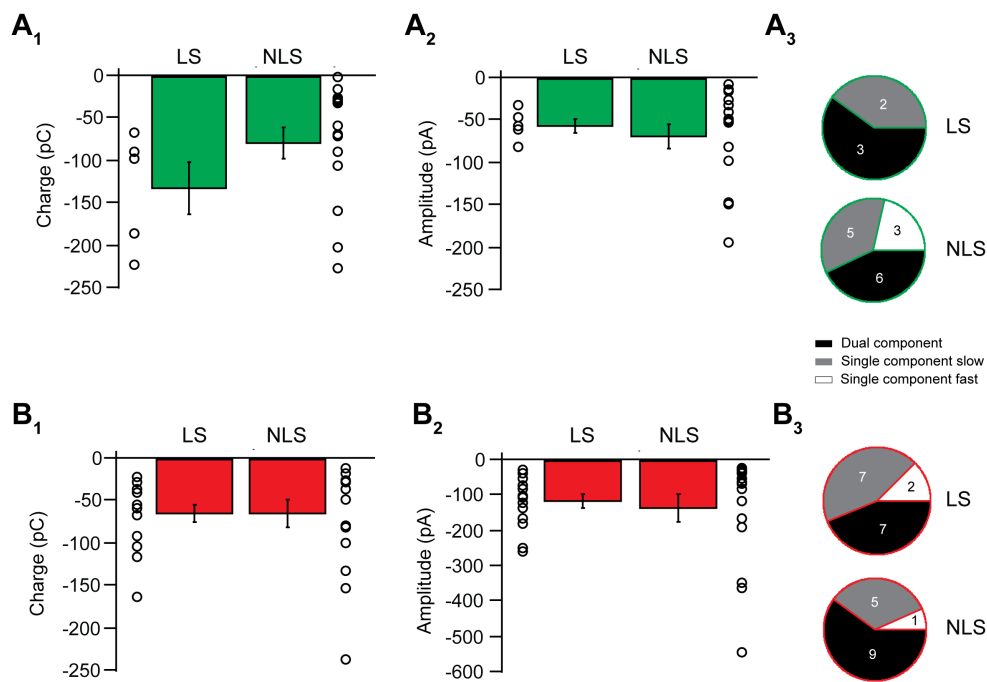 A1
LS NLS
0
-50
-100
-150
-200
-250
Charge (pC)
A2
LS NLS
0
-50
-100
-150
-200
-250
Amplitude (pA)
A3
2
3
LS
5
3
6
NLS
Dual component
Single component slow
Single component fast
B1
LS NLS
0
-50
-100
-150
-200
-250
Charge (pC)
B2
LS NLS
0
-100
-200
-300
-400
-500
-600
Amplitude (pA)
B3
7
2
7
LS
5
1
9
NLS